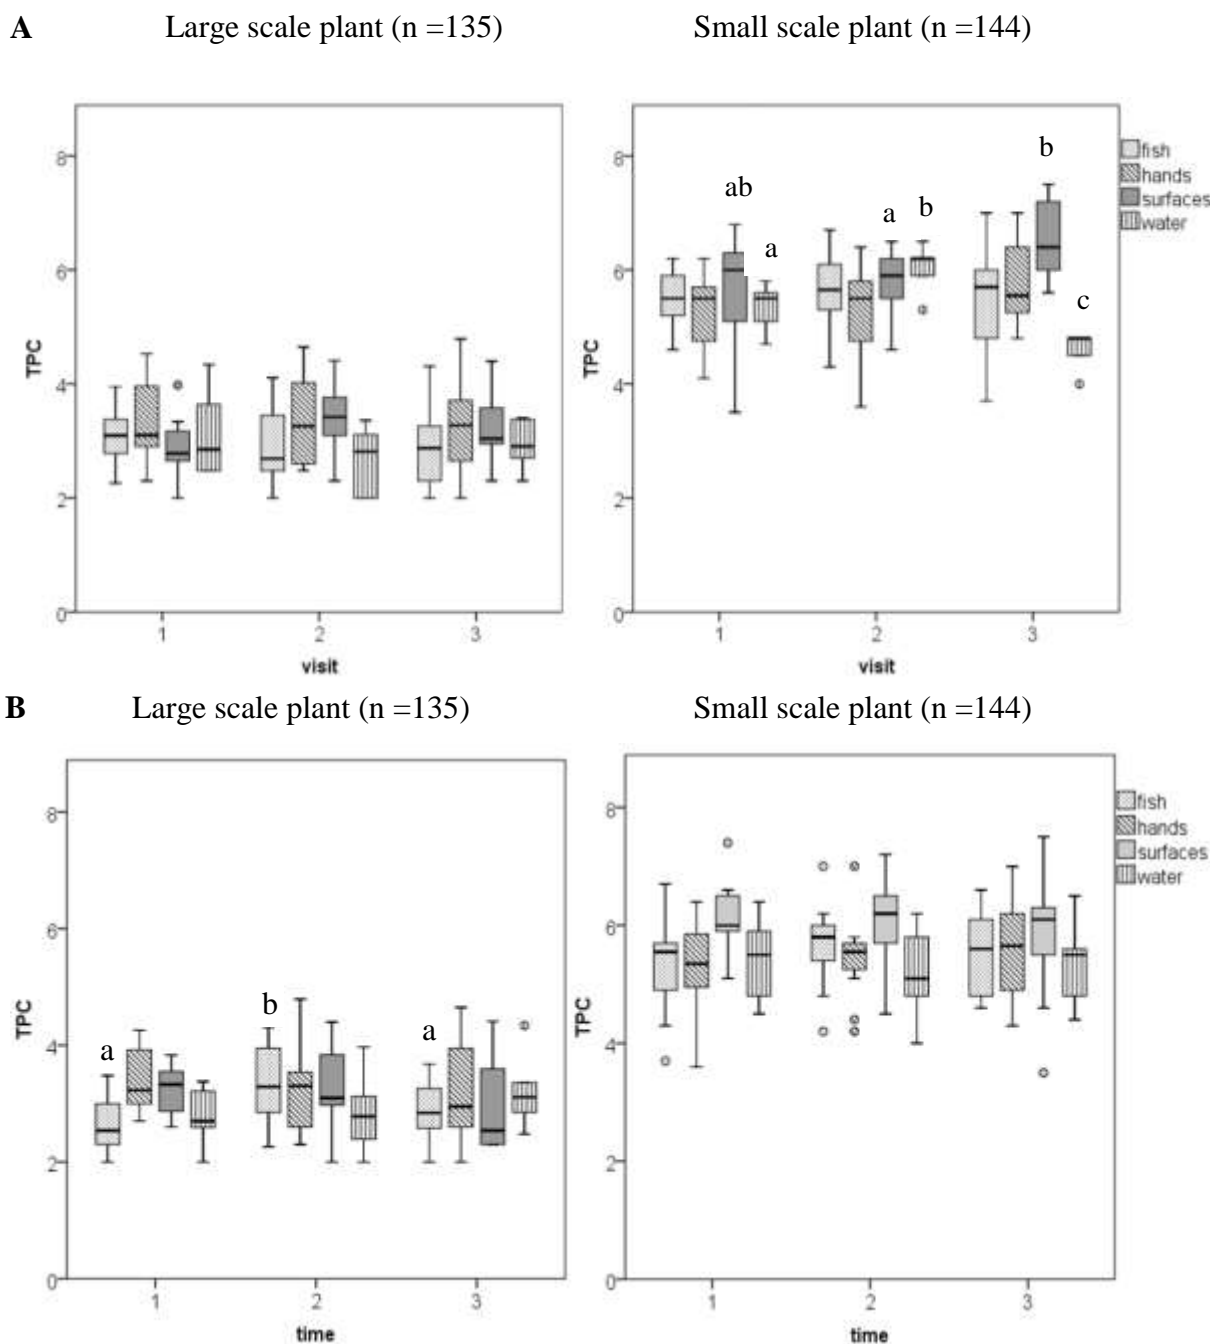 A Large scale plant (n =135) Small scale plant (n =144)
8 8
b
ab
a b
a
6 6
c
fish
hands
surfaces
water
TPC TPC
4 4
2 2
0 0
1 2 3 1 2 3
visit visit
B Large scale plant (n =135) Small scale plant (n =144)
8 8
fish
hands
surfaces
water
6 6
TPC TPC
b
a a
4 4
2 2
0 0
1 2 3 1 2 3
time time